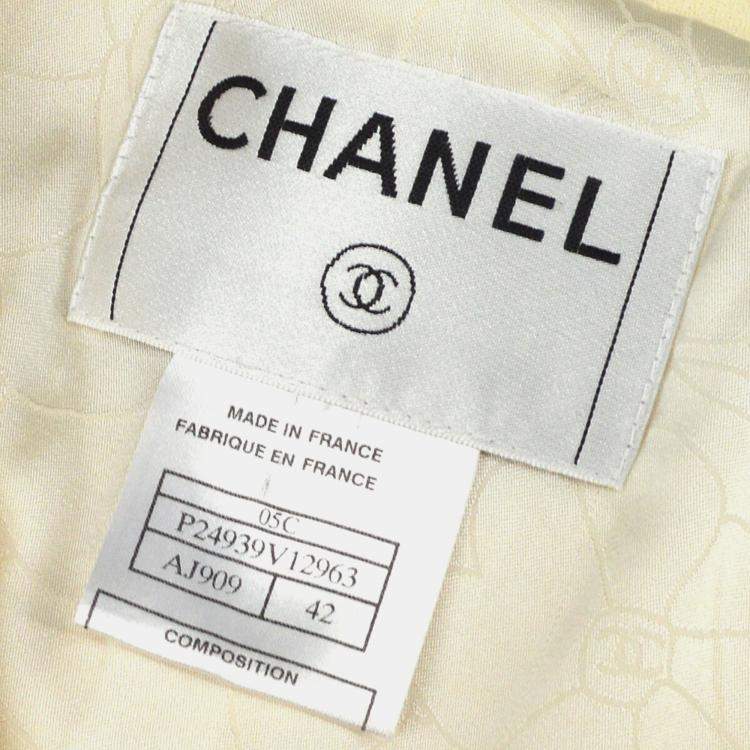 CHANEL
MADE IN FRANCE
FABRIQUE EN FRANCE
05C
P24939V12963
AJ909 42
COMPOSITION